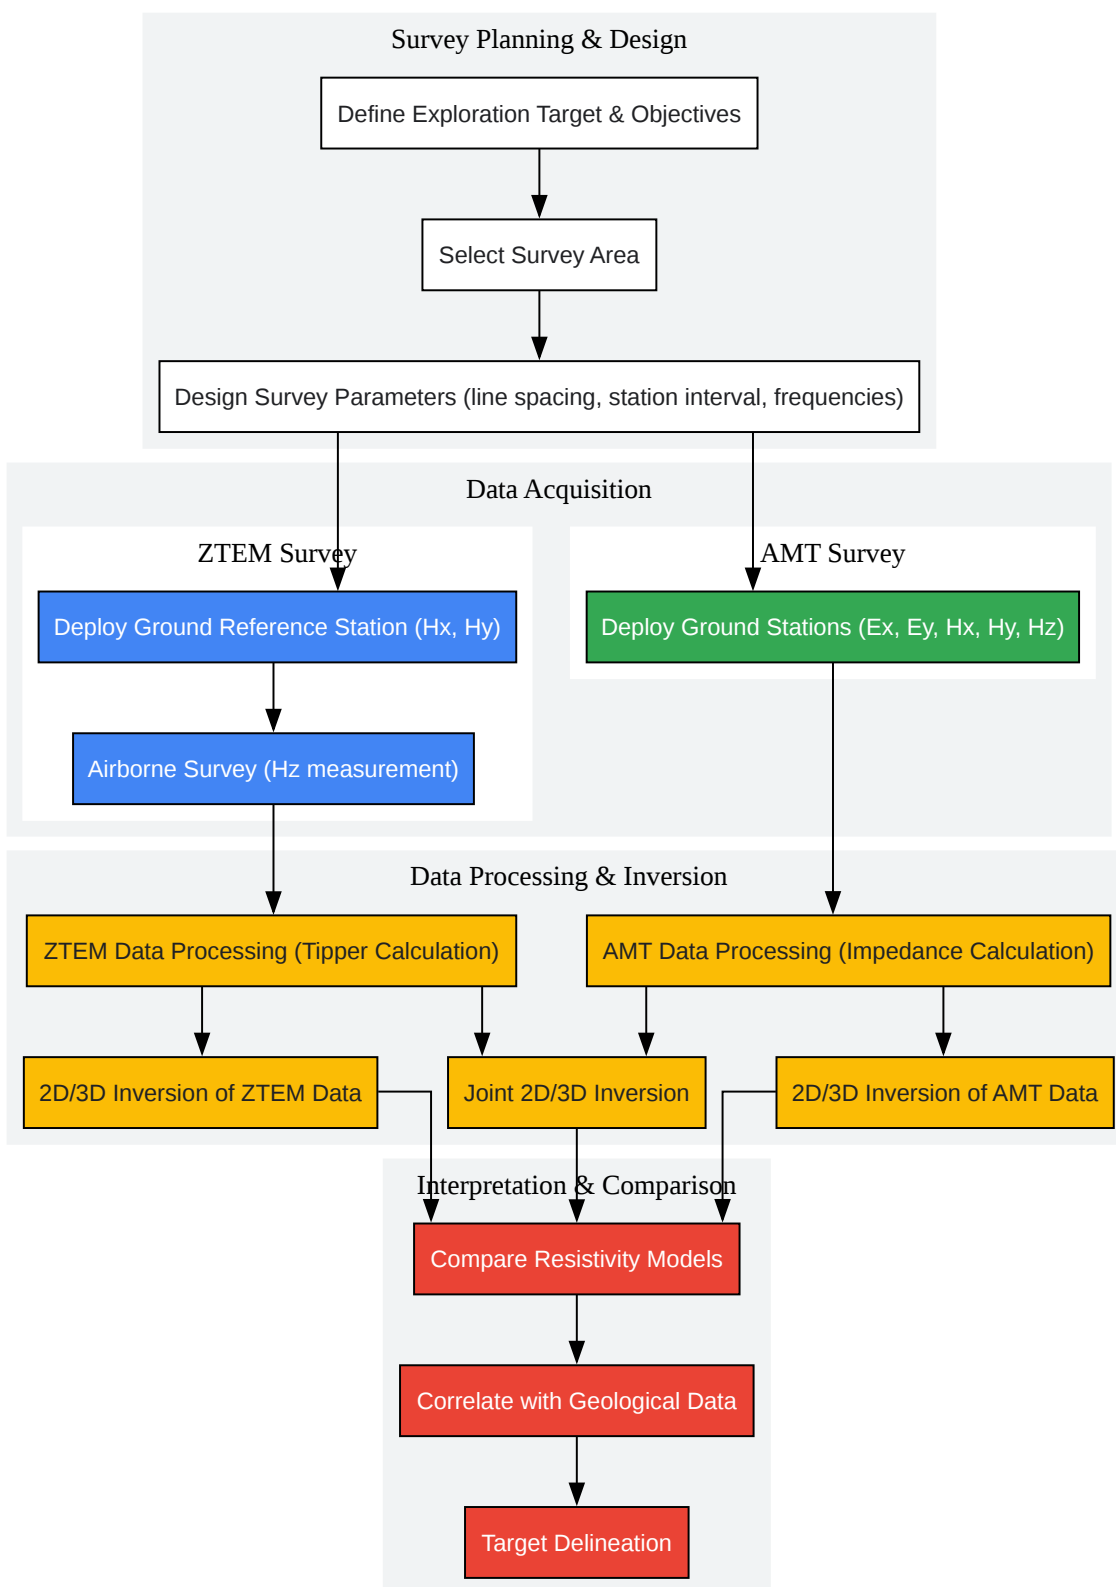 Survey Planning & Design
Define Exploration Target & Objectives
Select Survey Area
Design Survey Parameters (line spacing, station interval, frequencies)
Data Acquisition
ZTEM Survey
AMT Survey
Deploy Ground Reference Station (Hx, Hy)
Deploy Ground Stations (Ex, Ey, Hx, Hy, Hz)
Airborne Survey (Hz measurement)
Data Processing & Inversion
ZTEM Data Processing (Tipper Calculation)
AMT Data Processing (Impedance Calculation)
2D/3D Inversion of ZTEM Data
Joint 2D/3D Inversion
2D/3D Inversion of AMT Data
Interpretation & Comparison
Compare Resistivity Models
Correlate with Geological Data
Target Delineation